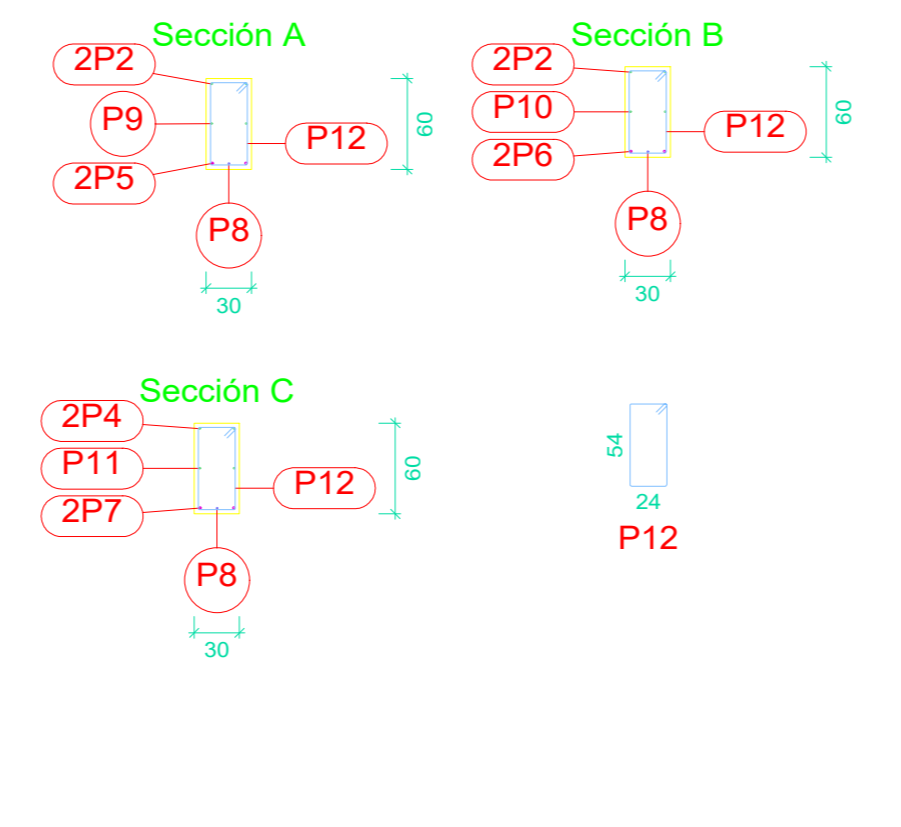 Sección A
2P2
P9
2P5
P12
P8
60
30
Sección B
2P2
P10
2P6
P12
P8
60
30
Sección C
2P4
P11
2P7
P12
P8
60
30
54
24
P12